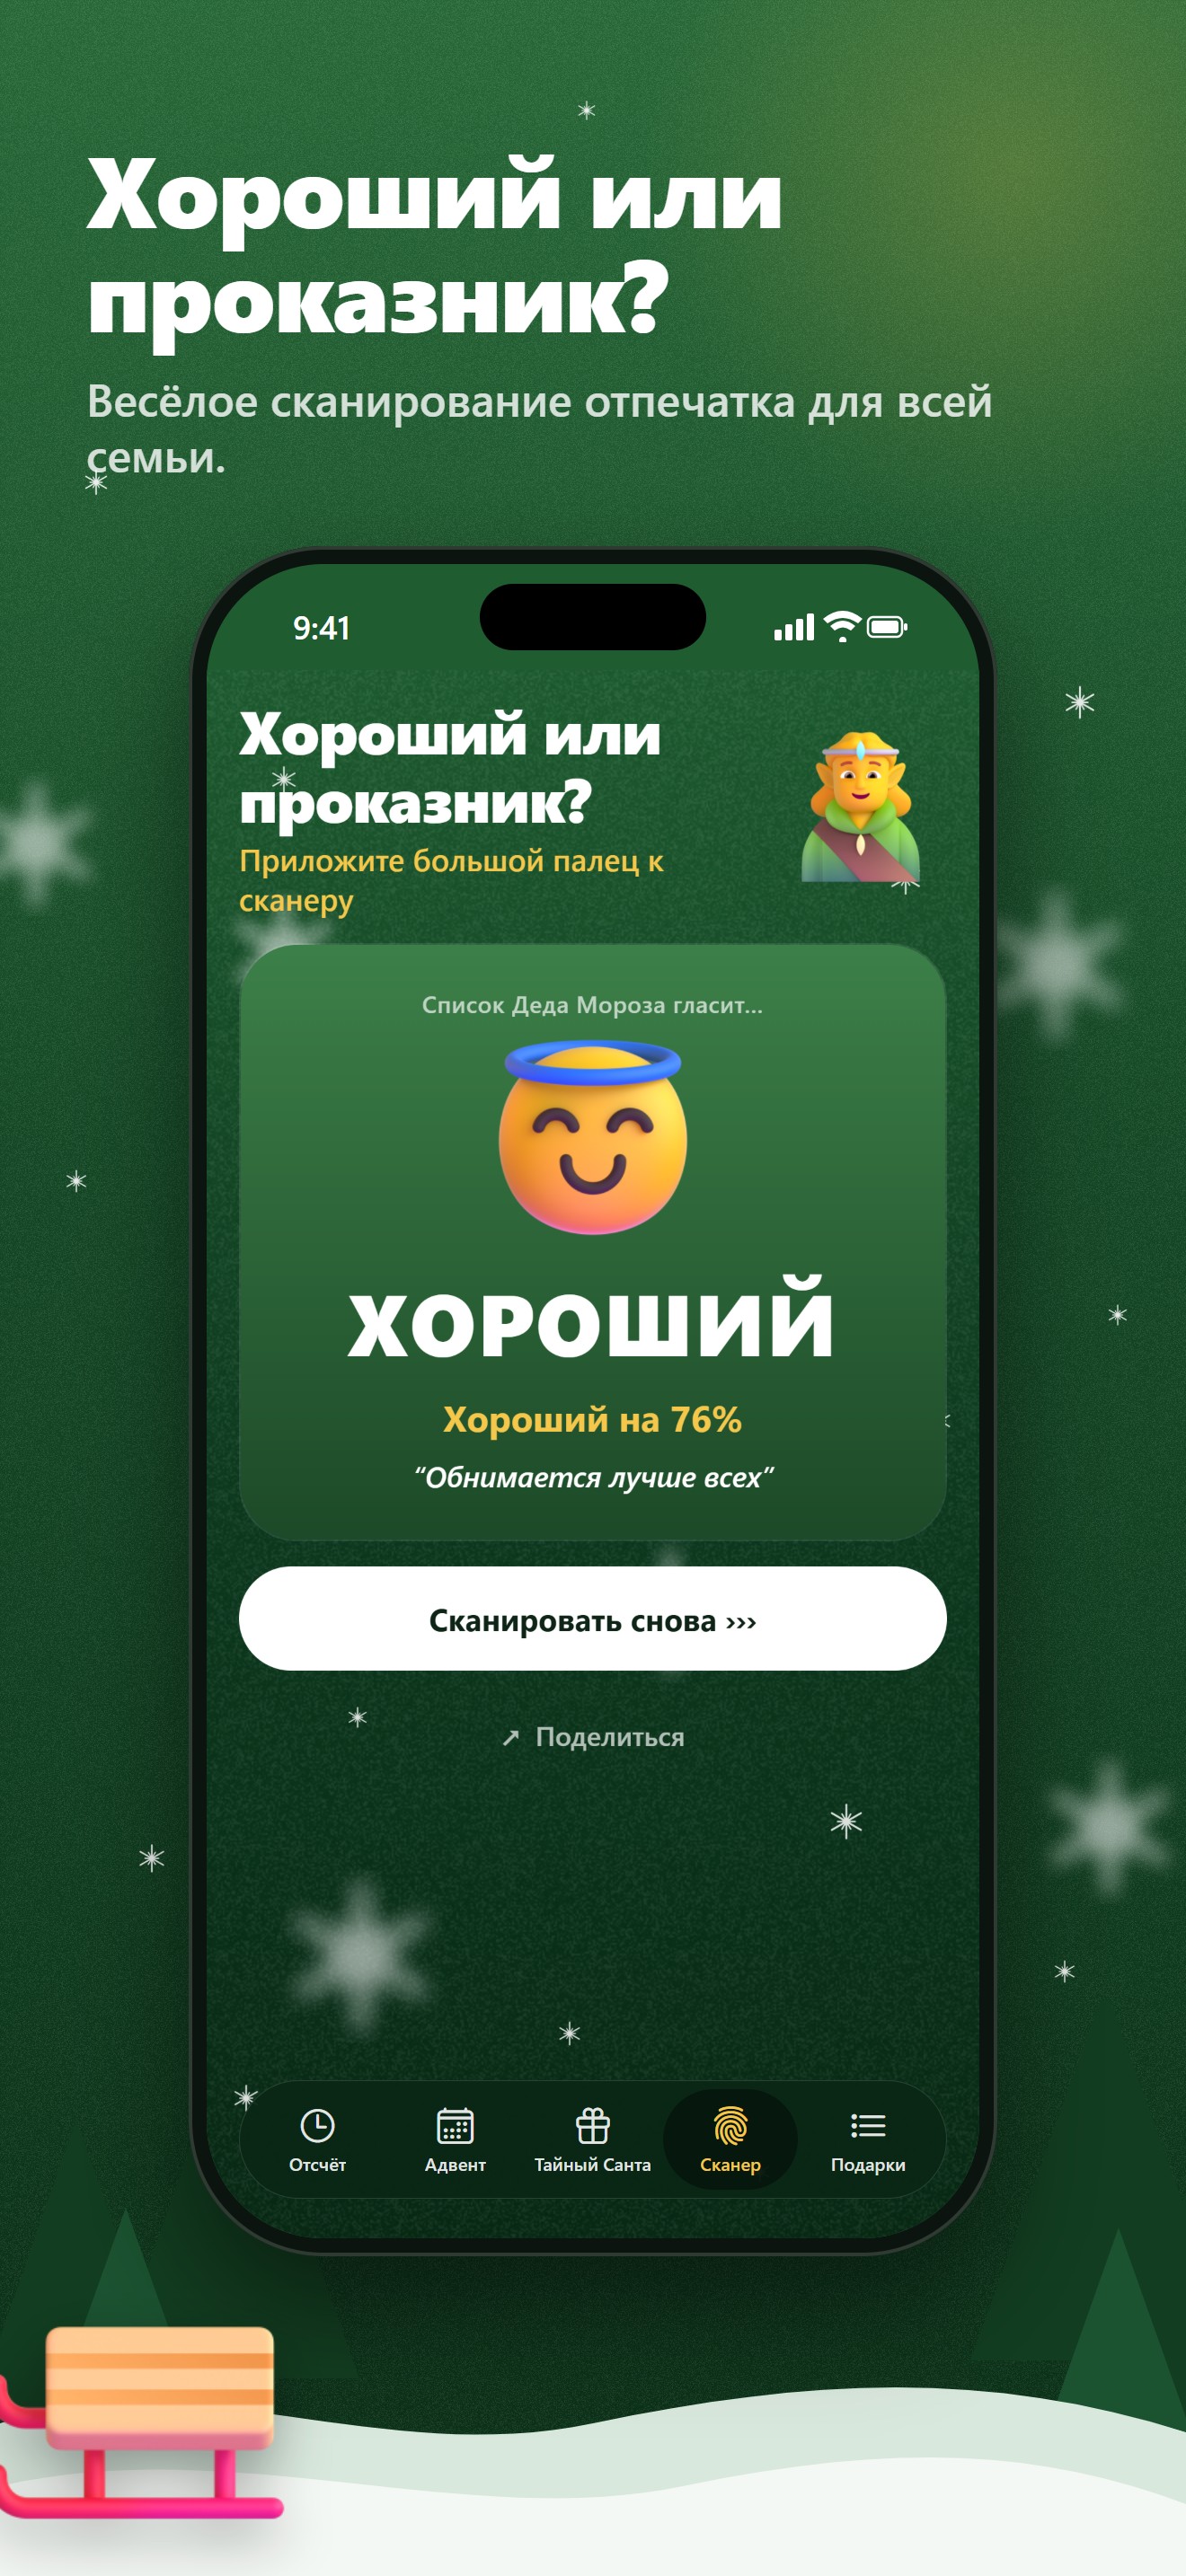 Хороший или
проказник?
Весёлое сканирование отпечатка для всей
семьи.
9:41
Хороший или
проказник?
Приложите большой палец к
сканеру
Список Деда Мороза гласит...
ХОРОШИЙ
Хороший на 76%
“Обнимается лучше всех”
Сканировать снова ›››
↗ Поделиться
Отсчёт
Адвент
Тайный Санта
Сканер
Подарки